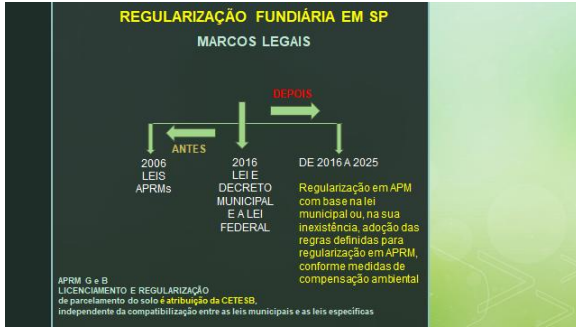 REGULARIZAÇÃO FUNDIÁRIA EM SP
MARCOS LEGAIS
DEPOIS
ANTES
2006
LEIS
APRMs
2016
LEI E
DECRETO
MUNICIPAL
E A LEI
FEDERAL
DE 2016 A 2025
Regularização em APM
com base na lei
municipal ou, na sua
inexistência, adoção das
regras definidas para
regularização em APRM,
conforme medidas de
compensação ambiental
APRM G e B
LICENCIAMENTO E REGULARIZAÇÃO
de parcelamento do solo é atribuição da CETESB,
independente da compatibilização entre as leis municipais e as leis específicas